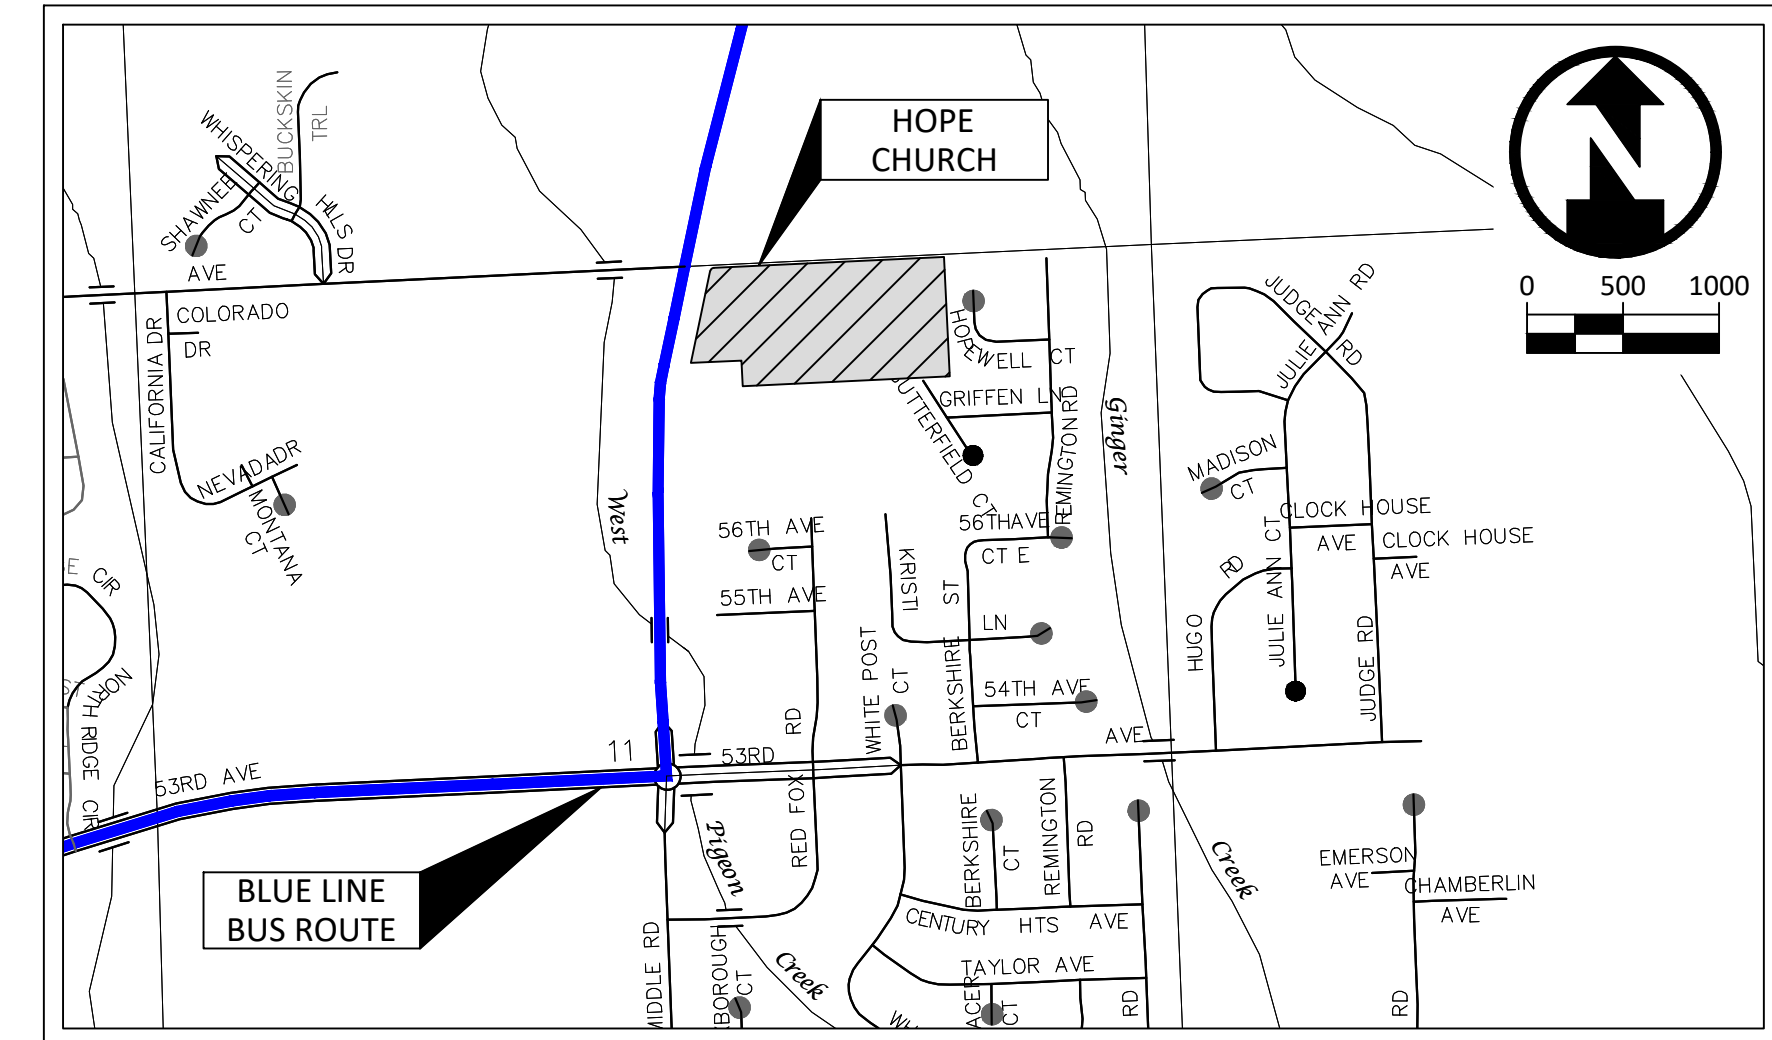 HOPE
CHURCH
N
0 500 1000
BUCKSKIN
TRL
WHISPERING
HILLS DR
SHAWNEE
CT
AVE
COLORADO
DR
CALIFORNIA DR
NEVADA DR
MONTANA
CT
CIR
NORTH RIDGE CIR
53RD AVE
11
53RD
AVE
West
Pigeon
Creek
Ginger
Creek
HOPEWELL CT
GRIFFEN LN
BUTTERFIELD CT
REMINGTON RD
56TH AVE
CT
55TH AVE
56TH AVE
CT E
KRISTI
LN
BERKSHIRE ST
54TH AVE
CT
WHITE POST
CT
RED FOX
RD
JUDGE RD
JULIE ANN RD
MADISON
CT
CLOCK HOUSE
AVE
CLOCK HOUSE
AVE
HUGO
RD
JULIE ANN CT
JUDGE RD
BLUE LINE
BUS ROUTE
MIDDLE RD
BOROUGH
CT
BERKSHIRE
CT
REMINGTON
RD
CENTURY HTS AVE
TAYLOR AVE
ACER
CT
RD
EMERSON
AVE
CHAMBERLIN
AVE
RD